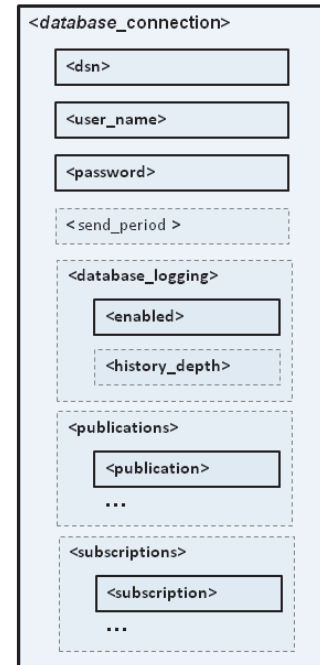 <database_connection>
<dsn>
<user_name>
<password>
< send_period >
<database_logging>
<enabled>
<history_depth>
<publications>
<publication>
...
<subscriptions>
<subscription>
...